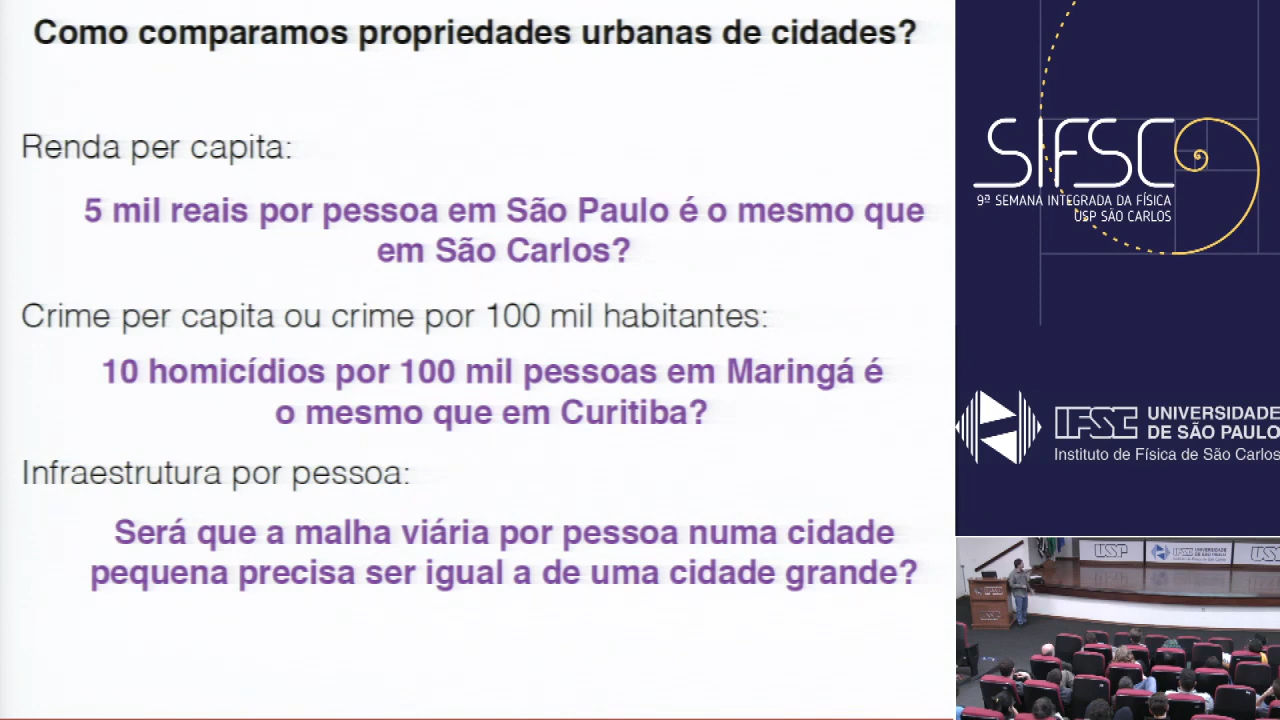 Como comparamos propriedades urbanas de cidades?
Renda per capita:
5 mil reais por pessoa em São Paulo é o mesmo que
em São Carlos?
Crime per capita ou crime por 100 mil habitantes:
10 homicídios por 100 mil pessoas em Maringá é
o mesmo que em Curitiba?
Infraestrutura por pessoa:
Será que a malha viária por pessoa numa cidade
pequena precisa ser igual a de uma cidade grande?
SIFSC
9º SEMANA INTEGRADA DA FÍSICA
USP SÃO CARLOS
IFSC UNIVERSIDADE
DE SÃO PAULO
Instituto de Física de São Carlos
USP